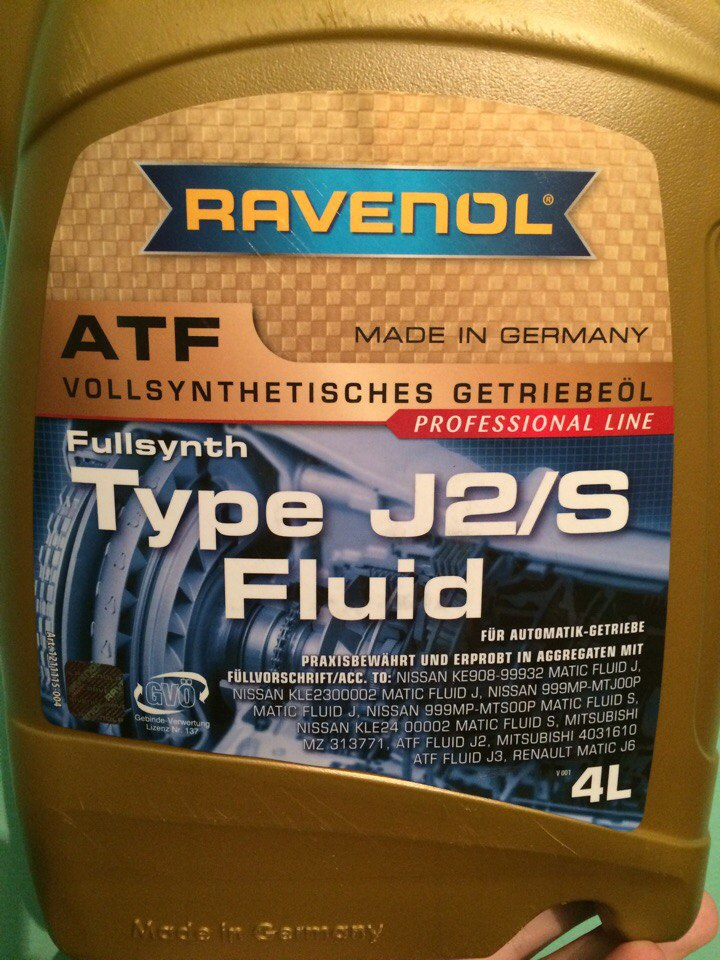 RAVENOL®
ATF
MADE IN GERMANY
VOLLSYNTHETISCHES GETRIEBEÖL
PROFESSIONAL LINE
Fullsynth
Type J2/S
Fluid
FÜR AUTOMATIK-GETRIEBE
PRAXISBEWÄHRT UND ERPROBT IN AGGREGATEN MIT
FÜLLVORSCHRIFT/ACC. TO: NISSAN KE908-99932 MATIC FLUID J,
NISSAN KLE2300002 MATIC FLUID J, NISSAN 999MP-MTJ00P
MATIC FLUID J, NISSAN 999MP-MTS00P MATIC FLUID S,
NISSAN KLE24 00002 MATIC FLUID S, MITSUBISHI
MZ 313771, ATF FLUID J2, MITSUBISHI 4031610
ATF FLUID J3, RENAULT MATIC J6
V 001
4L
GVÖ
Gebinde-Verwertung
Lizenz Nr. 137
Made in Germany